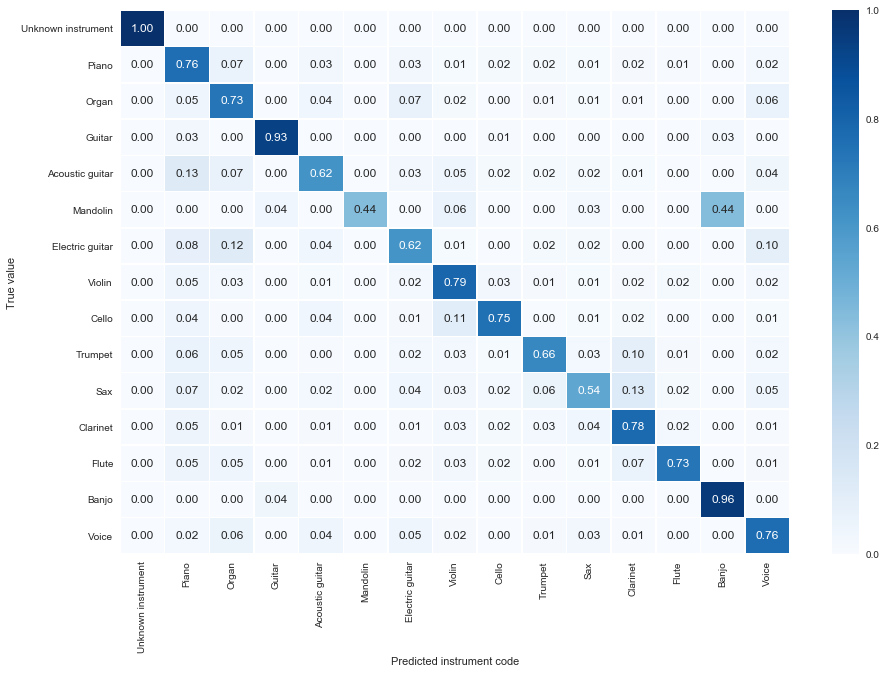 Unknown instrument 1.00 0.00 0.00 0.00 0.00 0.00 0.00 0.00 0.00 0.00 0.00 0.00 0.00 0.00 0.00
Piano 0.00 0.76 0.07 0.00 0.03 0.00 0.03 0.01 0.02 0.02 0.01 0.02 0.01 0.00 0.02
Organ 0.00 0.05 0.73 0.00 0.04 0.00 0.07 0.02 0.00 0.01 0.01 0.01 0.00 0.00 0.06
Guitar 0.00 0.03 0.00 0.93 0.00 0.00 0.00 0.00 0.01 0.00 0.00 0.00 0.00 0.03 0.00
Acoustic guitar 0.00 0.13 0.07 0.00 0.62 0.00 0.03 0.05 0.02 0.02 0.02 0.01 0.00 0.00 0.04
Mandolin 0.00 0.00 0.00 0.04 0.00 0.44 0.00 0.06 0.00 0.00 0.03 0.00 0.00 0.44 0.00
Electric guitar 0.00 0.08 0.12 0.00 0.04 0.00 0.62 0.01 0.00 0.02 0.02 0.00 0.00 0.00 0.10
Violin 0.00 0.05 0.03 0.00 0.01 0.00 0.02 0.79 0.03 0.01 0.01 0.02 0.02 0.00 0.02
Cello 0.00 0.04 0.00 0.00 0.04 0.00 0.01 0.11 0.75 0.00 0.01 0.02 0.00 0.00 0.01
Trumpet 0.00 0.06 0.05 0.00 0.00 0.00 0.02 0.03 0.01 0.66 0.03 0.10 0.01 0.00 0.02
Sax 0.00 0.07 0.02 0.00 0.02 0.00 0.04 0.03 0.02 0.06 0.54 0.13 0.02 0.00 0.05
Clarinet 0.00 0.05 0.01 0.00 0.01 0.00 0.01 0.03 0.02 0.03 0.04 0.78 0.02 0.00 0.01
Flute 0.00 0.05 0.05 0.00 0.01 0.00 0.02 0.03 0.02 0.00 0.01 0.07 0.73 0.00 0.01
Banjo 0.00 0.00 0.00 0.04 0.00 0.00 0.00 0.00 0.00 0.00 0.00 0.00 0.00 0.96 0.00
Voice 0.00 0.02 0.06 0.00 0.04 0.00 0.05 0.02 0.00 0.01 0.03 0.01 0.00 0.00 0.76
True value
Unknown instrument
Piano
Organ
Guitar
Acoustic guitar
Mandolin
Electric guitar
Violin
Cello
Trumpet
Sax
Clarinet
Flute
Banjo
Voice
Predicted instrument code
1.0
0.8
0.6
0.4
0.2
0.0